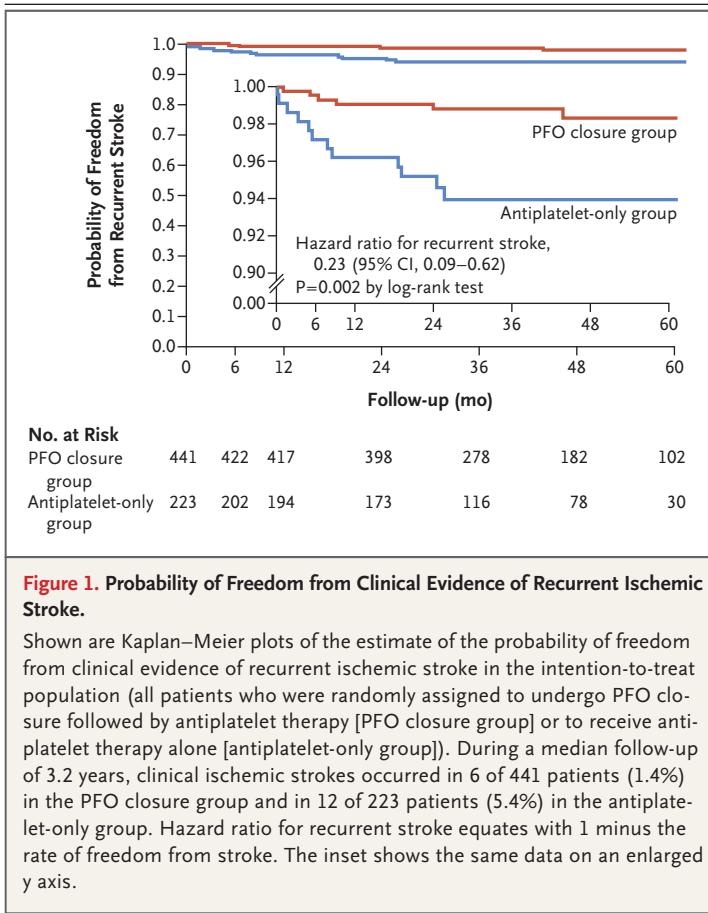 1.0
0.9
0.8
0.7
0.6
0.5
0.4
0.3
0.2
0.1
0.0
Probability of Freedom
from Recurrent Stroke
1.00
0.98
0.96
0.94
0.92
0.90
0.00
PFO closure group
Antiplatelet-only group
Hazard ratio for recurrent stroke,
0.23 (95% CI, 0.09–0.62)
P=0.002 by log-rank test
0 6 12 24 36 48 60
0 6 12 24 36 48 60
Follow-up (mo)
No. at Risk
PFO closure 441 422 417 398 278 182 102
group
Antiplatelet-only 223 202 194 173 116 78 30
group
Figure 1. Probability of Freedom from Clinical Evidence of Recurrent Ischemic
Stroke.
Shown are Kaplan–Meier plots of the estimate of the probability of freedom
from clinical evidence of recurrent ischemic stroke in the intention-to-treat
population (all patients who were randomly assigned to undergo PFO clo-
sure followed by antiplatelet therapy [PFO closure group] or to receive anti-
platelet therapy alone [antiplatelet-only group]). During a median follow-up
of 3.2 years, clinical ischemic strokes occurred in 6 of 441 patients (1.4%)
in the PFO closure group and in 12 of 223 patients (5.4%) in the antiplate-
let-only group. Hazard ratio for recurrent stroke equates with 1 minus the
rate of freedom from stroke. The inset shows the same data on an enlarged
y axis.